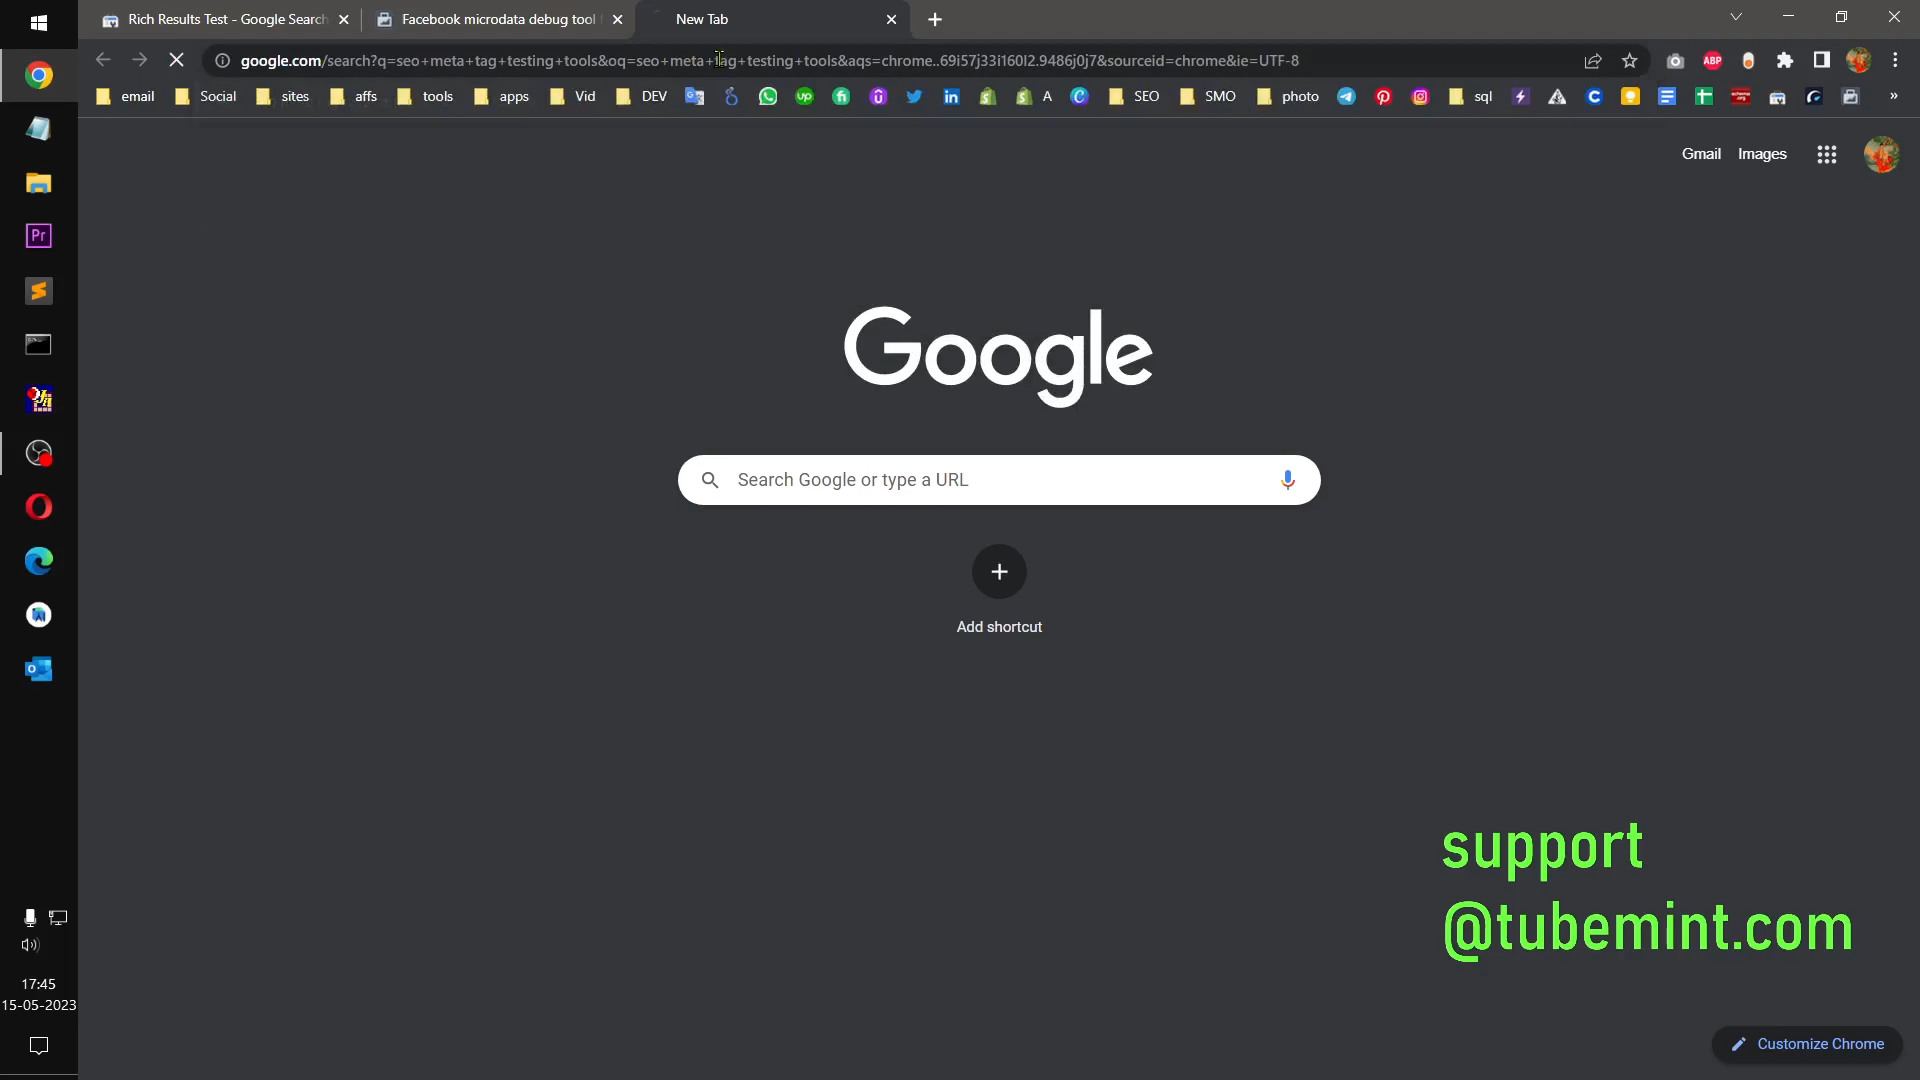 Rich Results Test - Google Search
Facebook microdata debug tool
New Tab
google.com/search?q=seo+meta+tag+testing+tools&oq=seo+meta+tag+testing+tools&aqs=chrome..69i57j33i160l2.9486j0j7&sourceid=chrome&ie=UTF-8
ABP
email Social sites affs tools apps Vid DEV up A SEO SMO photo sql
Gmail Images
Pr
Google
Search Google or type a URL
Add shortcut
support
@tubemint.com
17:45
15-05-2023
Customize Chrome